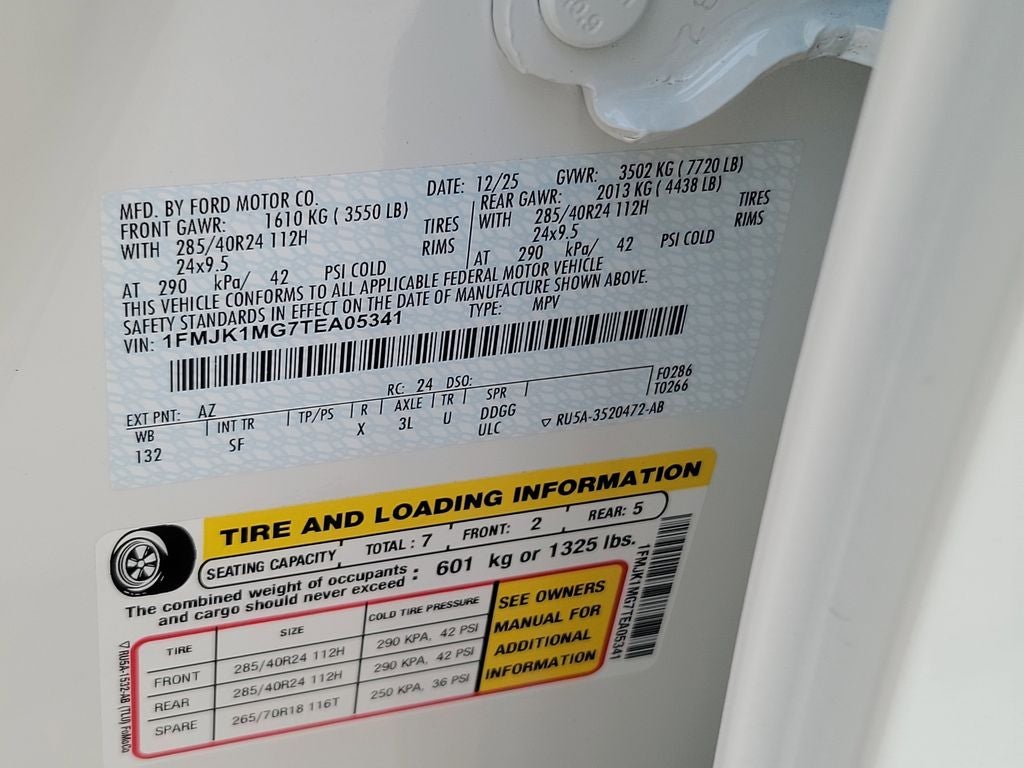 MFD. BY FORD MOTOR CO.
DATE: 12/25 GVWR: 3502 KG ( 7720 LB)
FRONT GAWR: 1610 KG ( 3550 LB)
WITH 285/40R24 112H TIRES
24x9.5 RIMS
AT 290 kPa/ 42 PSI COLD
REAR GAWR: 2013 KG ( 4438 LB)
WITH 285/40R24 112H TIRES
24x9.5 RIMS
AT 290 kPa/ 42 PSI COLD
THIS VEHICLE CONFORMS TO ALL APPLICABLE FEDERAL MOTOR VEHICLE
SAFETY STANDARDS IN EFFECT ON THE DATE OF MANUFACTURE SHOWN ABOVE.
VIN: 1FMJK1MG7TEA05341 TYPE: MPV
EXT PNT: AZ RC: 24 DSO: F0286
T0266
WB INT TR TP/PS R AXLE TR SPR
132 SF X 3L U DDGG
ULC ▽ RU5A-3520472-AB
TIRE AND LOADING INFORMATION
SEATING CAPACITY TOTAL : 7 FRONT: 2 REAR: 5
The combined weight of occupants
and cargo should never exceed : 601 kg or 1325 lbs.
TIRE SIZE COLD TIRE PRESSURE
FRONT 285/40R24 112H 290 KPA, 42 PSI
REAR 285/40R24 112H 290 KPA, 42 PSI
SPARE 265/70R18 116T 250 KPA, 36 PSI
SEE OWNERS
MANUAL FOR
ADDITIONAL
INFORMATION
1FMJK1MG7TEA05341
▽ RU5A-1532-AB (TLU) FoMoCo